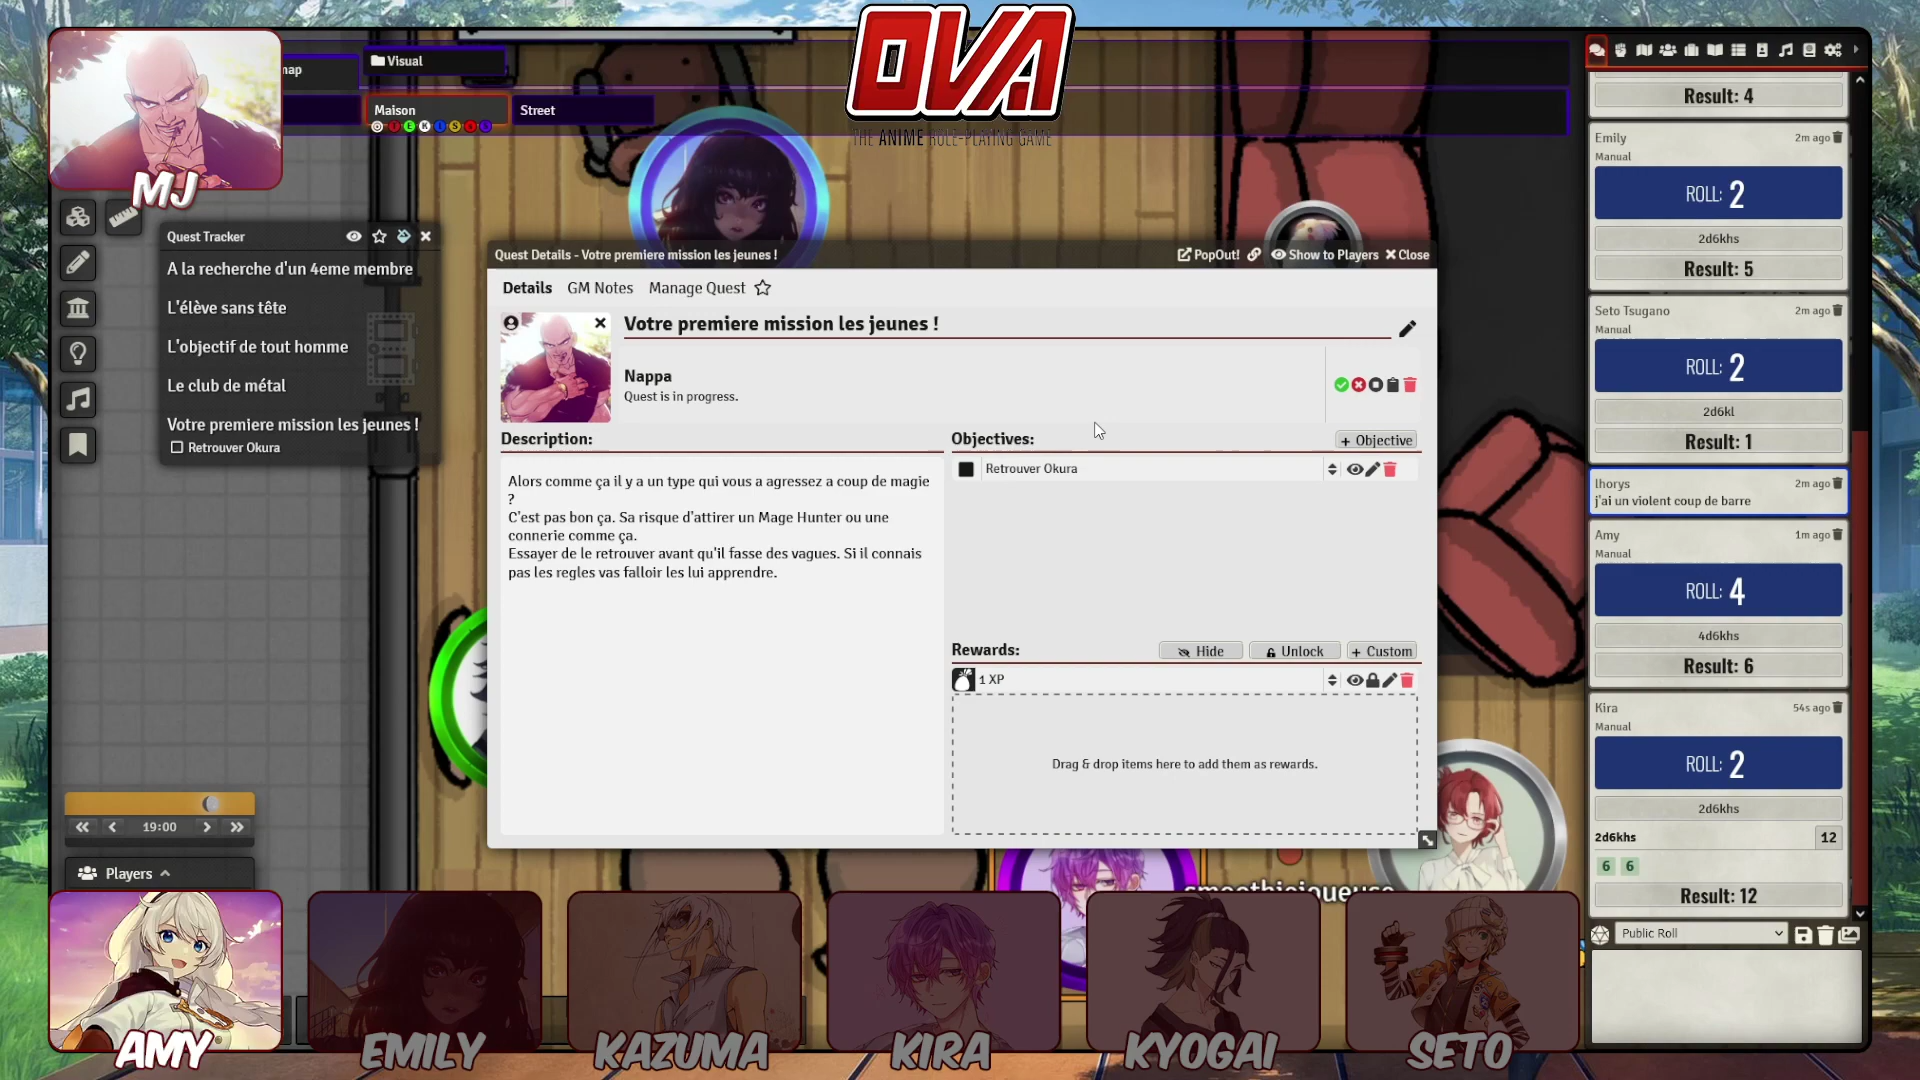 OVA
THE ANIME ROLE-PLAYING GAME
MJ
map
Visual
Maison
Street
Quest Tracker
A la recherche d'un 4eme membre
L'élève sans tête
L'objectif de tout homme
Le club de métal
Votre premiere mission les jeunes !
Retrouver Okura
Quest Details - Votre premiere mission les jeunes !
PopOut!
Show to Players
Close
Details
GM Notes
Manage Quest
Votre premiere mission les jeunes !
Nappa
Quest is in progress.
Description:
Alors comme ça il y a un type qui vous a agressez a coup de magie
?
C'est pas bon ça. Sa risque d'attirer un Mage Hunter ou une
connerie comme ça.
Essayer de le retrouver avant qu'il fasse des vagues. Si il connais
pas les regles vas falloir les lui apprendre.
Objectives:
+ Objective
Retrouver Okura
Rewards:
Hide
Unlock
+ Custom
1 XP
Drag & drop items here to add them as rewards.
19:00
Players
Result: 4
Emily
2m ago
Manual
ROLL: 2
2d6khs
Result: 5
Seto Tsugano
2m ago
Manual
ROLL: 2
2d6kl
Result: 1
lhorys
2m ago
j'ai un violent coup de barre
Amy
1m ago
Manual
ROLL: 4
4d6khs
Result: 6
Kira
54s ago
Manual
ROLL: 2
2d6khs
2d6khs
12
6 6
Result: 12
Public Roll
AMY
EMILY
KAZUMA
KIRA
KYOGAI
SETO